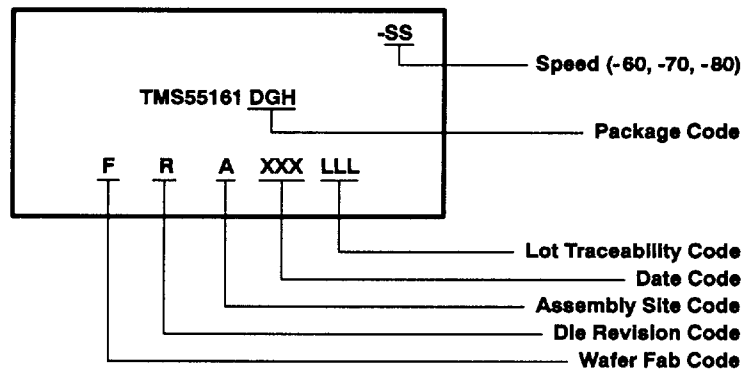 -SS
Speed (-60, -70, -80)
TMS55161 DGH
Package Code
F R A XXX LLL
Lot Traceability Code
Date Code
Assembly Site Code
Die Revision Code
Wafer Fab Code